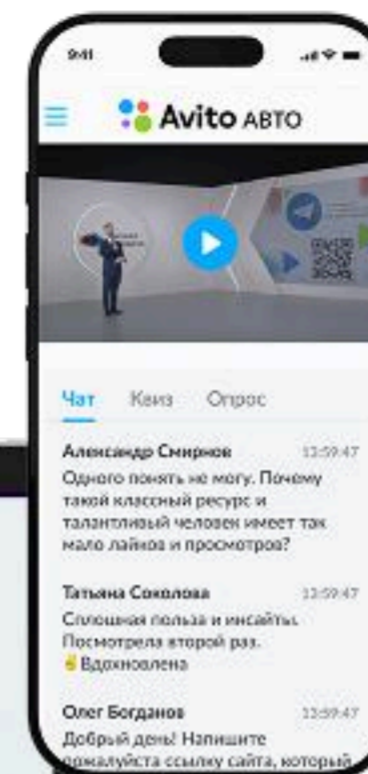 9:41
Avito АВТО
Чат Квиз Опрос
Александр Смирнов 13:59:47
Одного понять не могу. Почему
такой классный ресурс и
талантливый человек имеет так
мало лайков и просмотров?
Татьяна Соколова 13:59:47
Сплошная польза и инсайты.
Посмотрела второй раз.
✌️Вдохновлена
Олег Богданов 13:59:47
Добрый день! Напишите
пожалуйста ссылку сайта, который